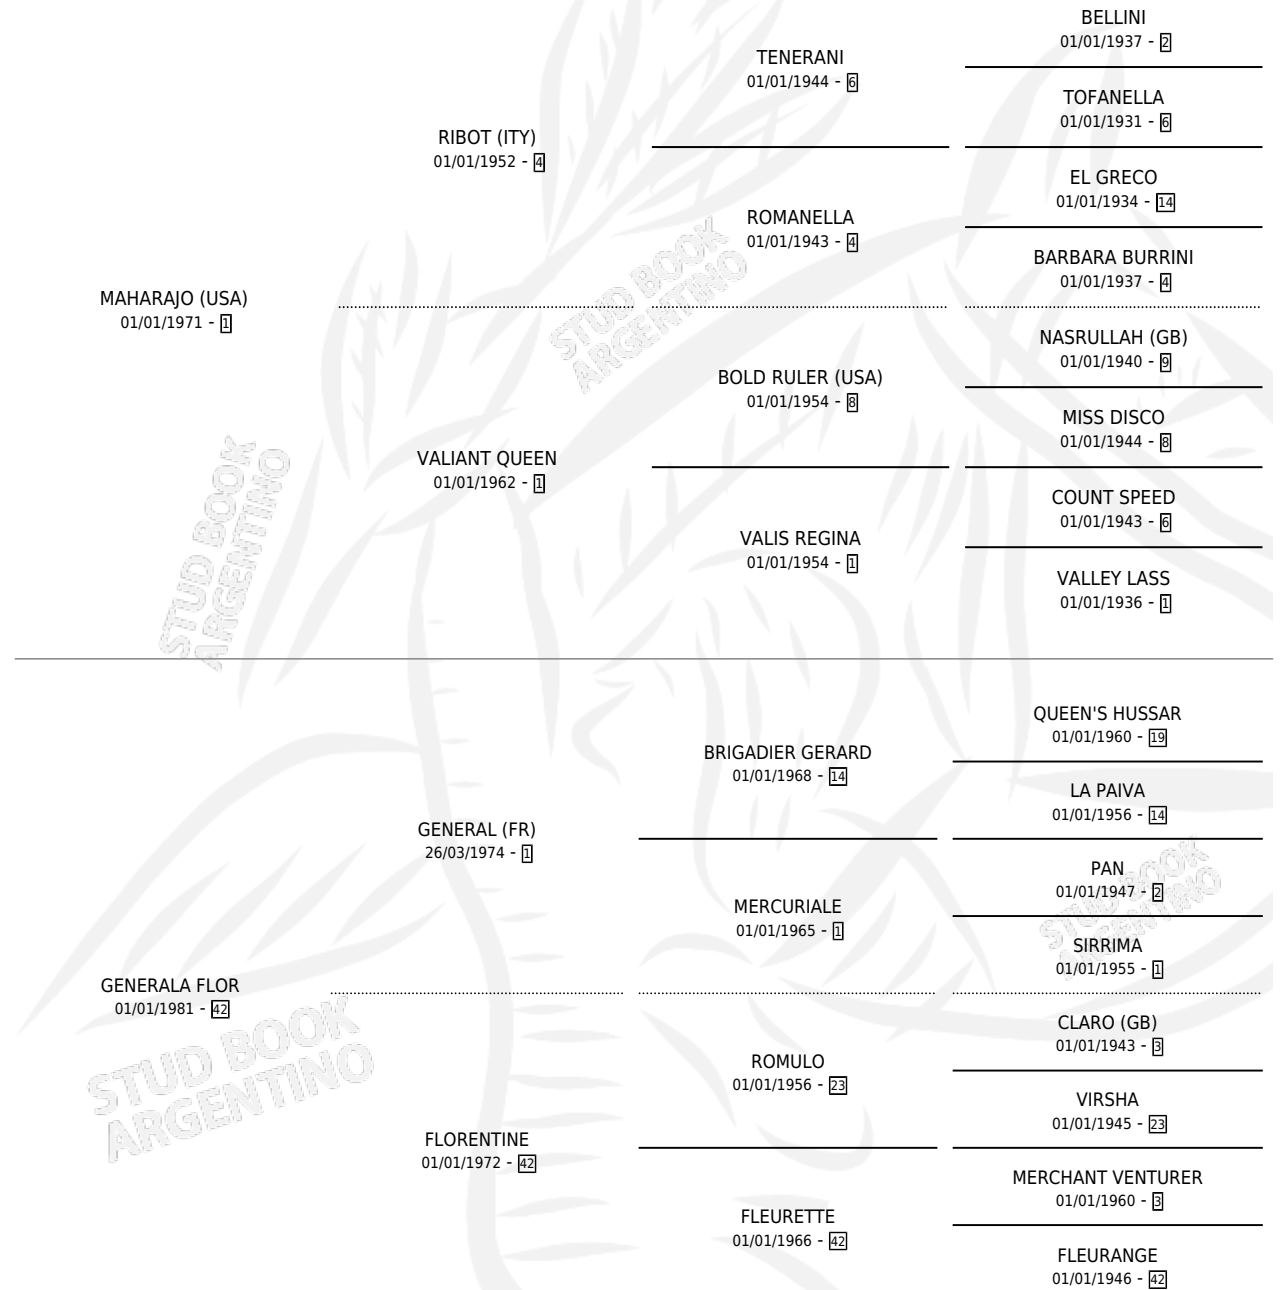 BELLINI
01/01/1937 - 2
TENERANI
01/01/1944 - 6
TOFANELLA
01/01/1931 - 6
RIBOT (ITY)
01/01/1952 - 4
EL GRECO
01/01/1934 - 14
ROMANELLA
01/01/1943 - 4
BARBARA BURRINI
01/01/1937 - 4
MAHARAJO (USA)
01/01/1971 - 1
NASRULLAH (GB)
01/01/1940 - 9
BOLD RULER (USA)
01/01/1954 - 8
MISS DISCO
01/01/1944 - 8
VALIANT QUEEN
01/01/1962 - 1
COUNT SPEED
01/01/1943 - 6
VALIS REGINA
01/01/1954 - 1
VALLEY LASS
01/01/1936 - 1
STUD BOOK
ARGENTINO
STUD BOOK
ARGENTINO
QUEEN'S HUSSAR
01/01/1960 - 19
BRIGADIER GERARD
01/01/1968 - 14
LA PAIVA
01/01/1956 - 14
GENERAL (FR)
26/03/1974 - 1
PAN
01/01/1947 - 2
MERCURIALE
01/01/1965 - 1
SIRRIMA
01/01/1955 - 1
GENERALA FLOR
01/01/1981 - 42
CLARO (GB)
01/01/1943 - 3
ROMULO
01/01/1956 - 23
VIRSHA
01/01/1945 - 23
FLORENTINE
01/01/1972 - 42
MERCHANT VENTURER
01/01/1960 - 3
FLEURETTE
01/01/1966 - 42
FLEURANGE
01/01/1946 - 42
STUD BOOK
ARGENTINO
STUD BOOK
ARGENTINO